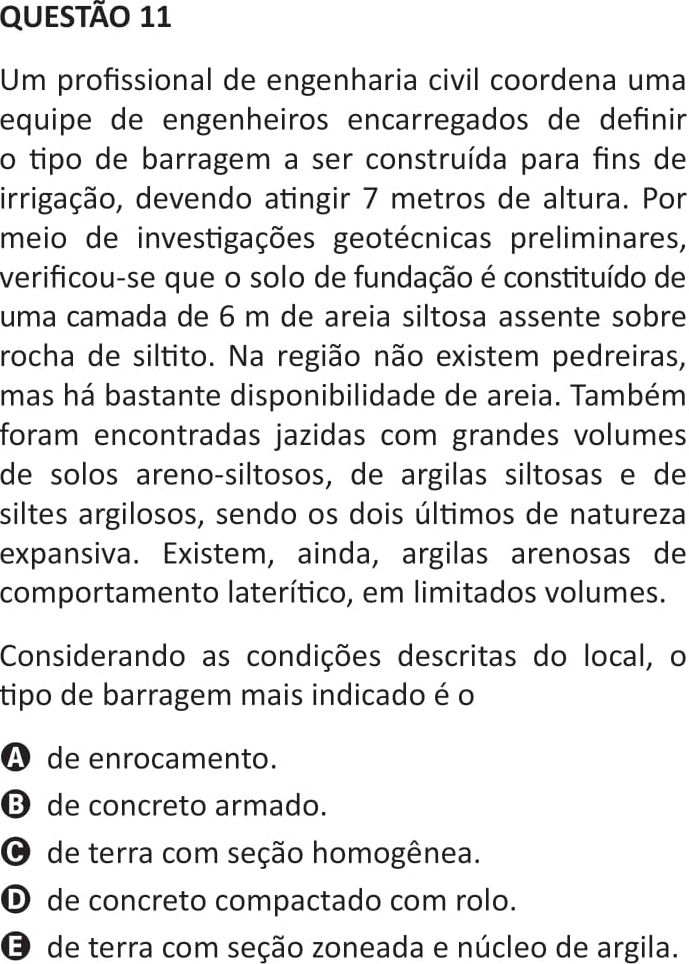 QUESTÃO 11
Um profissional de engenharia civil coordena uma
equipe de engenheiros encarregados de definir
o tipo de barragem a ser construída para fins de
irrigação, devendo atingir 7 metros de altura. Por
meio de investigações geotécnicas preliminares,
verificou-se que o solo de fundação é constituído de
uma camada de 6 m de areia siltosa assente sobre
rocha de siltito. Na região não existem pedreiras,
mas há bastante disponibilidade de areia. Também
foram encontradas jazidas com grandes volumes
de solos areno-siltosos, de argilas siltosas e de
siltes argilosos, sendo os dois últimos de natureza
expansiva. Existem, ainda, argilas arenosas de
comportamento laterítico, em limitados volumes.
Considerando as condições descritas do local, o
tipo de barragem mais indicado é o
A de enrocamento.
B de concreto armado.
C de terra com seção homogênea.
D de concreto compactado com rolo.
E de terra com seção zoneada e núcleo de argila.